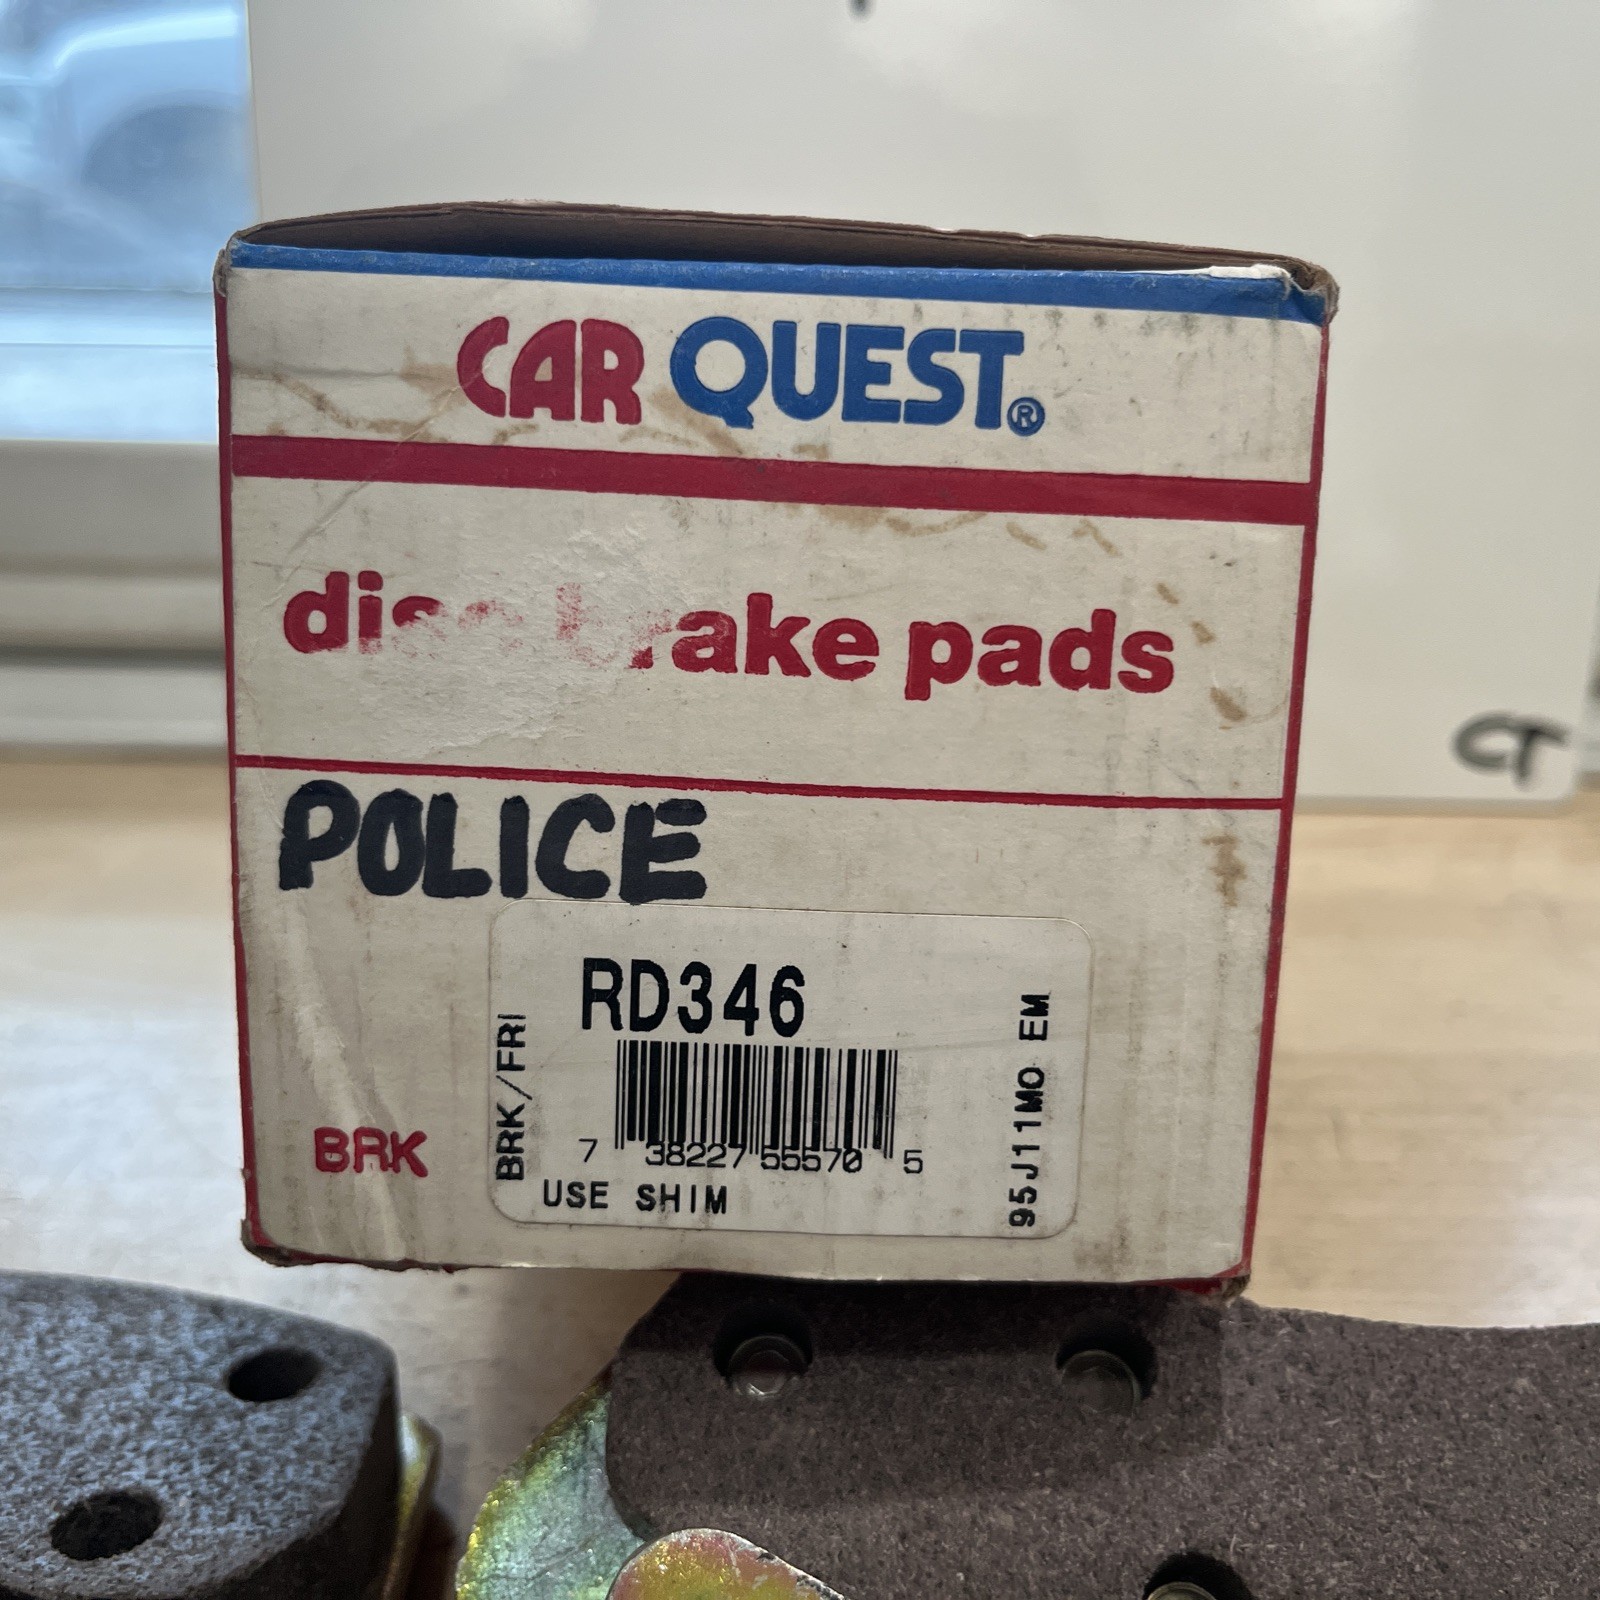 CAR QUEST®
disc brake pads
POLICE
RD346
BRK/FRI
7 38227 55570 5
USE SHIM
95J11MO EM
BRK
CT